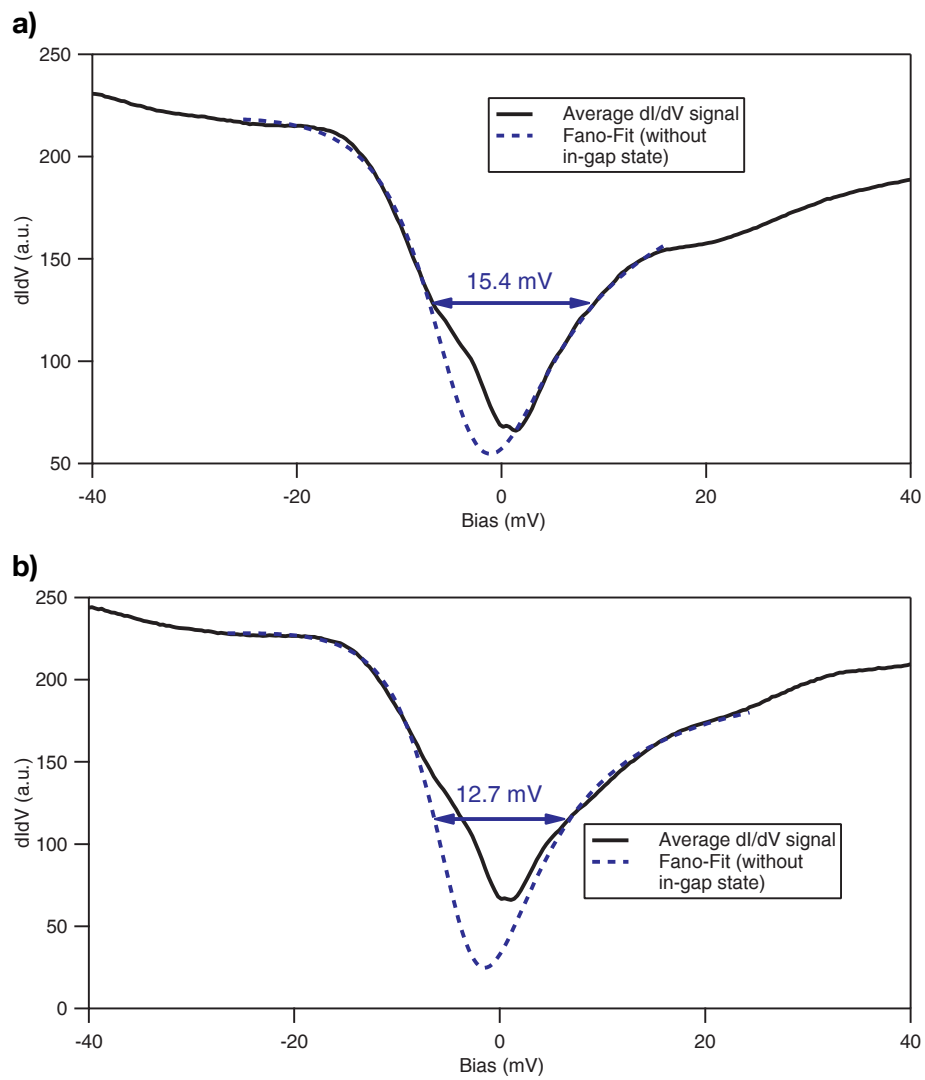 a)
250
200
150
100
50
dIdV (a.u.)
Average dI/dV signal
Fano-Fit (without
in-gap state)
15.4 mV
-40
-20
0
20
40
Bias (mV)
b)
250
200
150
100
50
0
dIdV (a.u.)
12.7 mV
Average dI/dV signal
Fano-Fit (without
in-gap state)
-40
-20
0
20
40
Bias (mV)